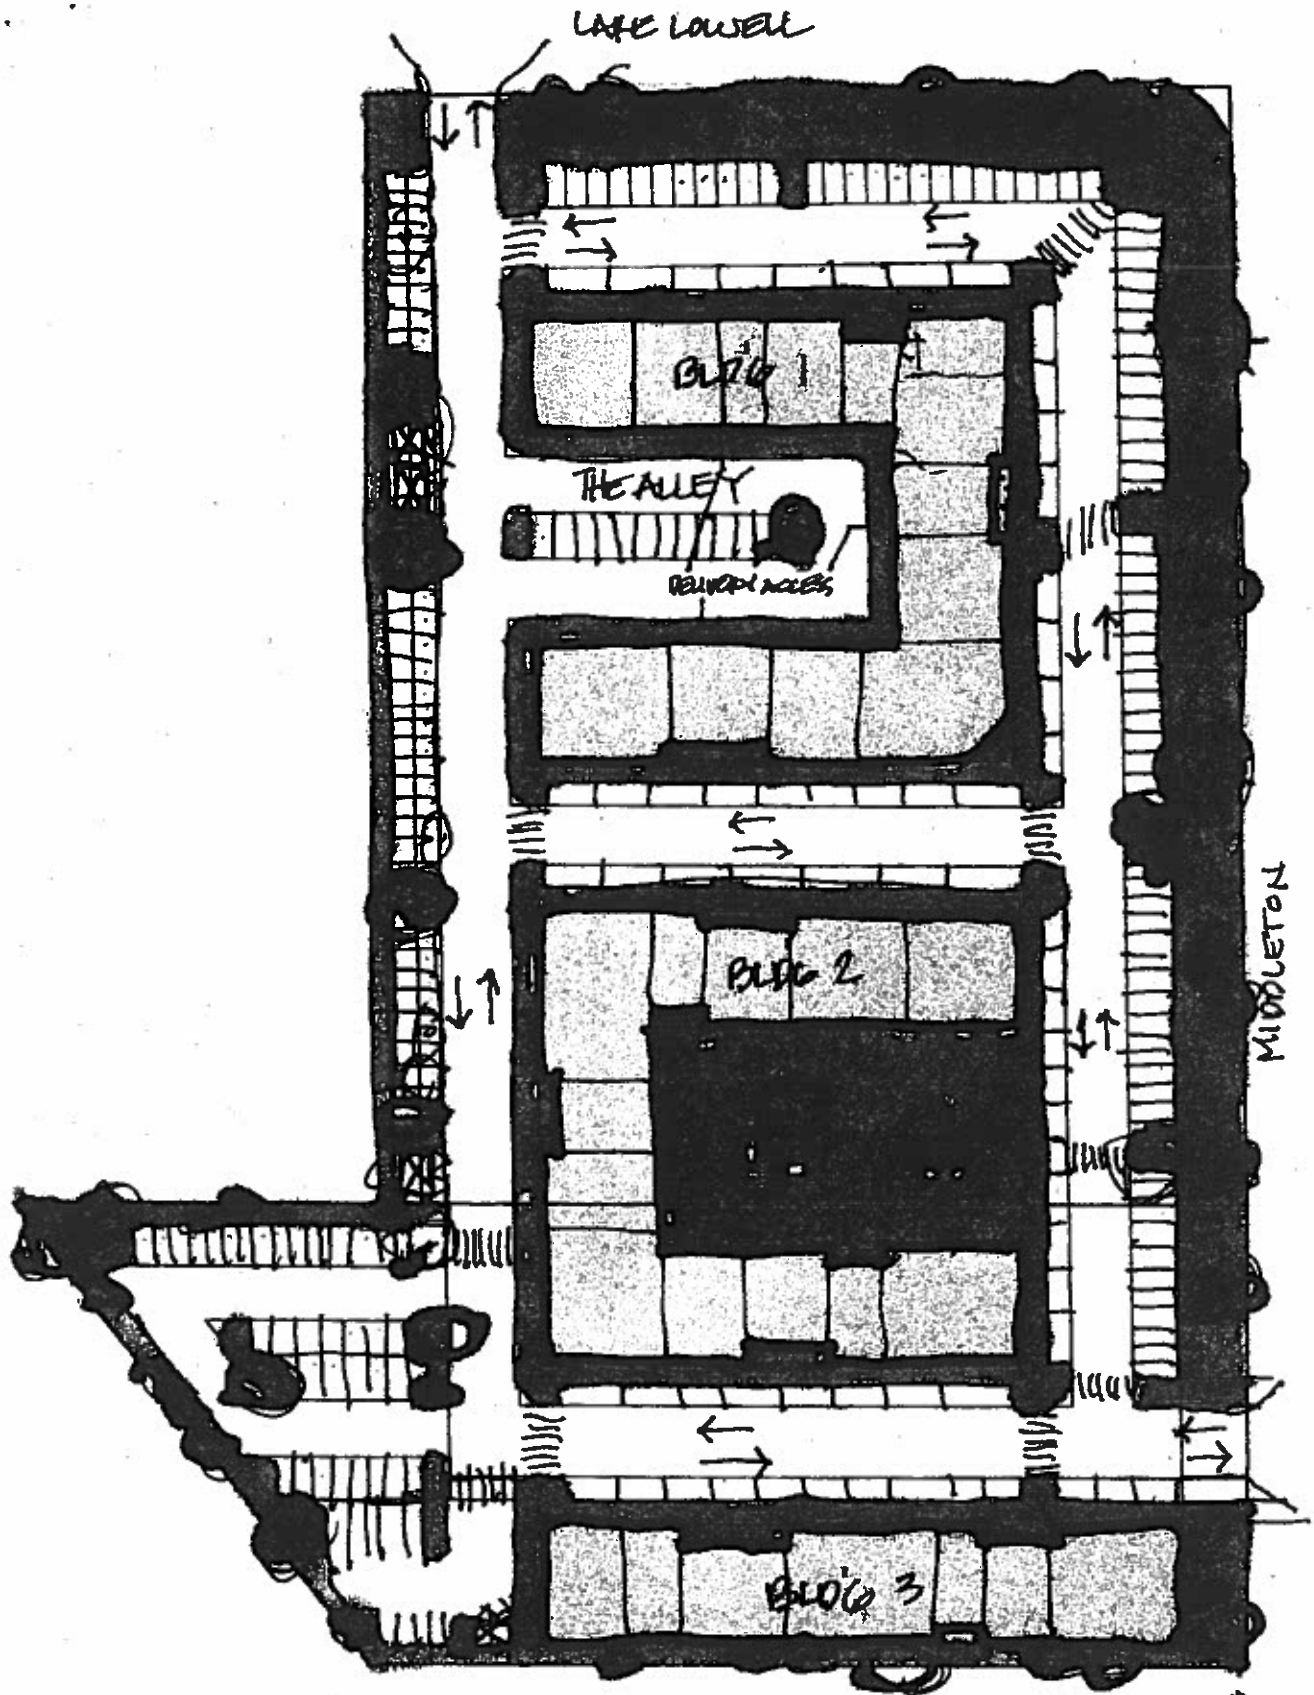 LAKE LOWELL
BLDG 1
THE ALLEY
DELIVERY ACCESS
BLDG 2
MIDDLETON
BLDG 3